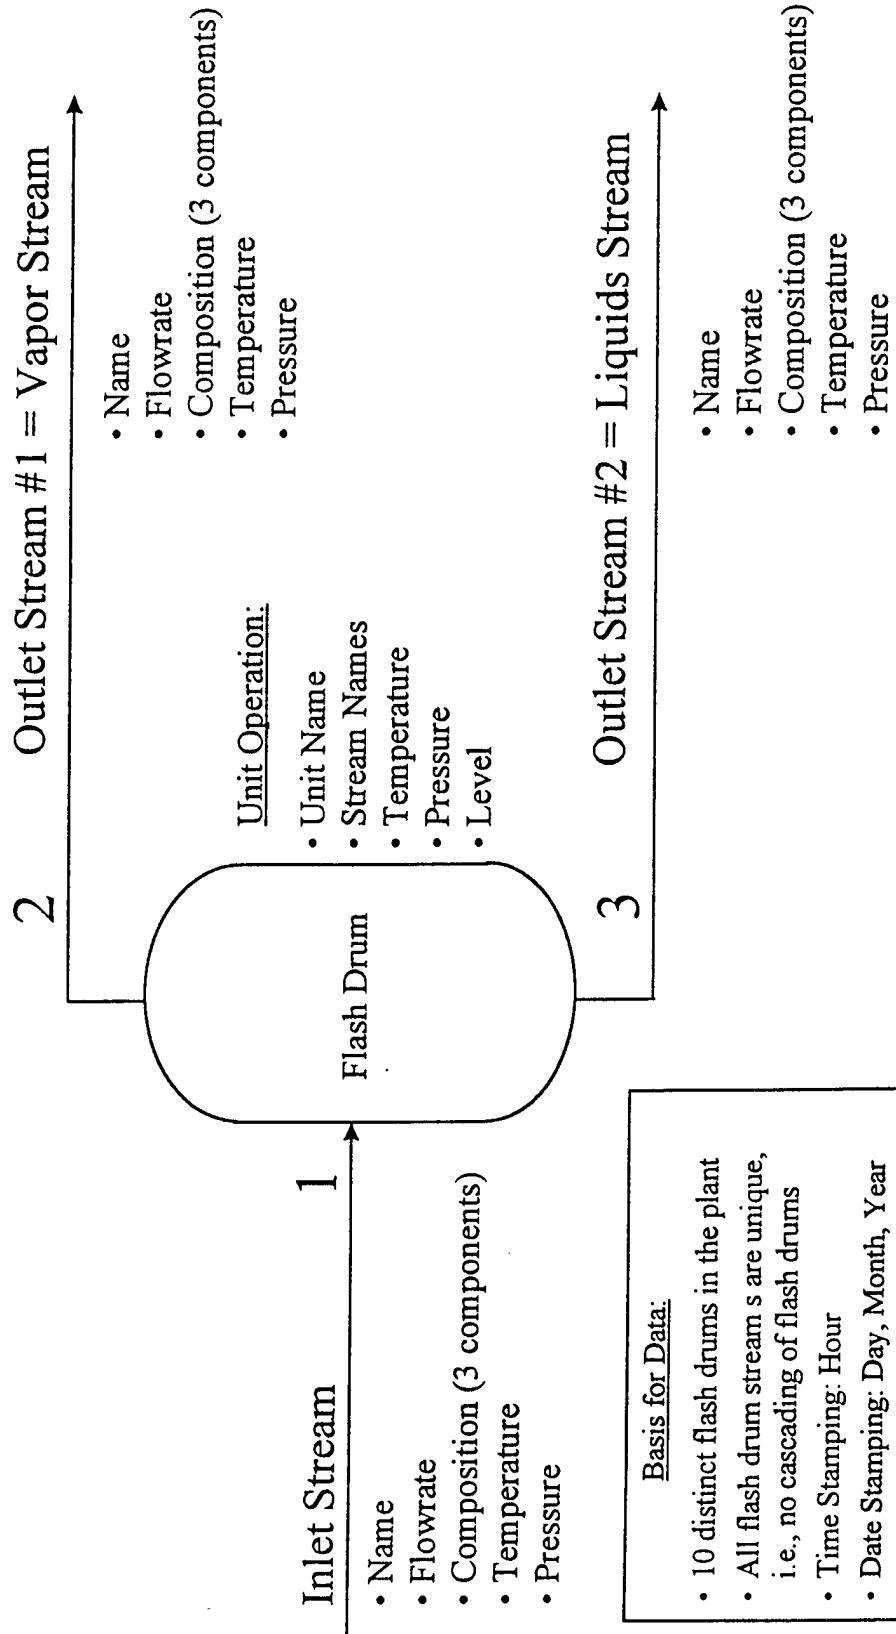 Inlet Stream
1
• Name
• Flowrate
• Composition (3 components)
• Temperature
• Pressure
Flash Drum
2
Outlet Stream #1 = Vapor Stream
• Name
• Flowrate
• Composition (3 components)
• Temperature
• Pressure
Unit Operation:
• Unit Name
• Stream Names
• Temperature
• Pressure
• Level
3
Outlet Stream #2 = Liquids Stream
• Name
• Flowrate
• Composition (3 components)
• Temperature
• Pressure
Basis for Data:
• 10 distinct flash drums in the plant
• All flash drum stream s are unique,
i.e., no cascading of flash drums
• Time Stamping: Hour
• Date Stamping: Day, Month, Year